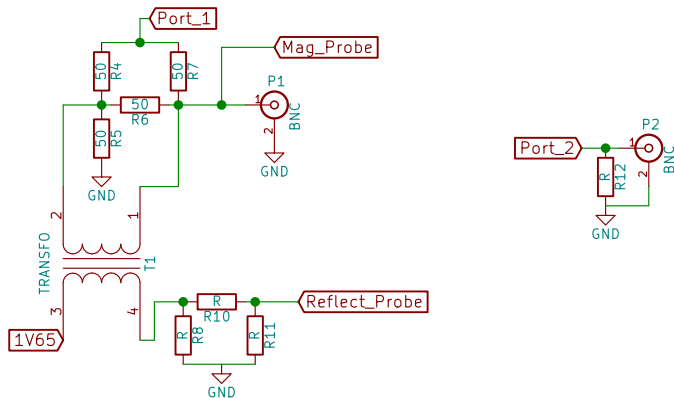 Port_1
Mag_Probe
50
R4
50
R7
P1
1
BNC
50
R6
2
50
R5
GND
GND
P2
1
BNC
Port_2
2
R
R12
GND
2
1
TRANSFO
T1
3
4
1V65
R
R10
Reflect_Probe
R
R8
R
R11
GND